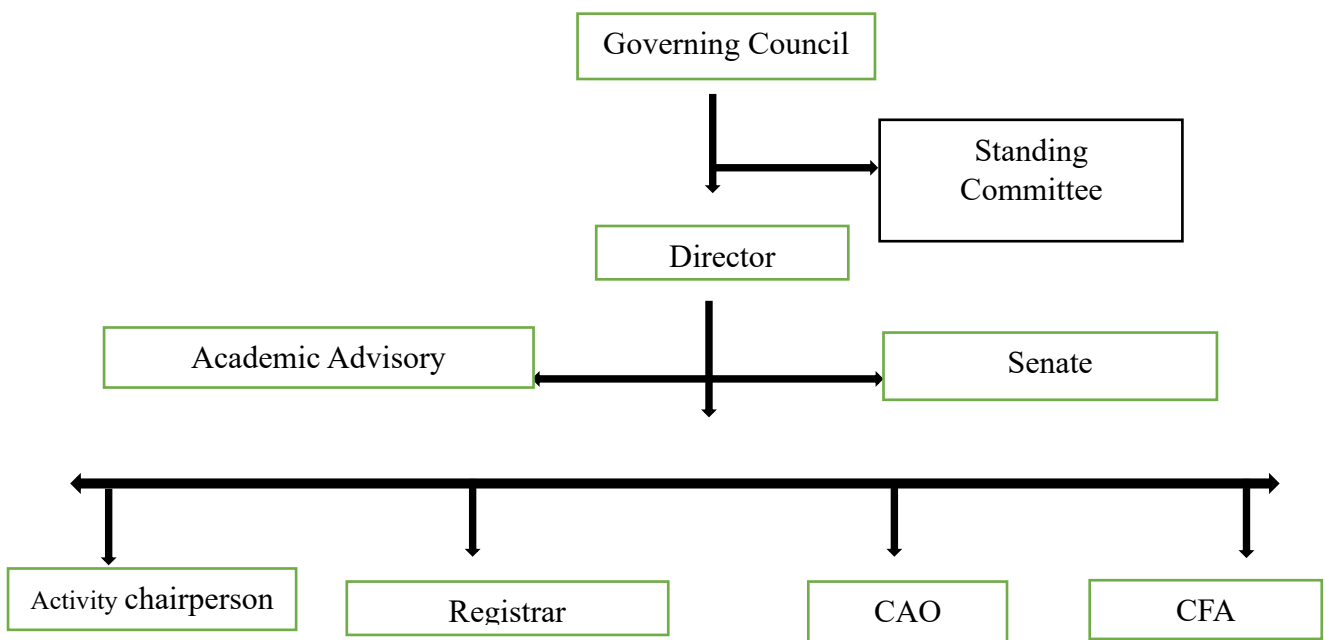 Governing Council
Standing
Committee
Director
Academic Advisory
Senate
Activity chairperson
Registrar
CAO
CFA